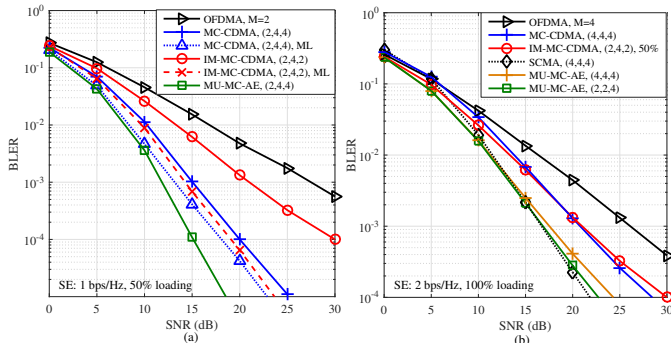 OFDMA, M=2
MC-CDMA, (2,4,4)
MC-CDMA, (2,4,4), ML
IM-MC-CDMA, (2,4,2)
IM-MC-CDMA, (2,4,2), ML
MU-MC-AE, (2,4,4)
BLER
10^0
10^-1
10^-2
10^-3
10^-4
SE: 1 bps/Hz, 50% loading
0 5 10 15 20 25 30
SNR (dB)
(a)
OFDMA, M=4
MC-CDMA, (4,4,4)
IM-MC-CDMA, (2,4,2), 50%
SCMA, (4,4,4)
MU-MC-AE, (4,4,4)
MU-MC-AE, (2,2,4)
BLER
10^0
10^-1
10^-2
10^-3
10^-4
SE: 2 bps/Hz, 100% loading
0 5 10 15 20 25 30
SNR (dB)
(b)